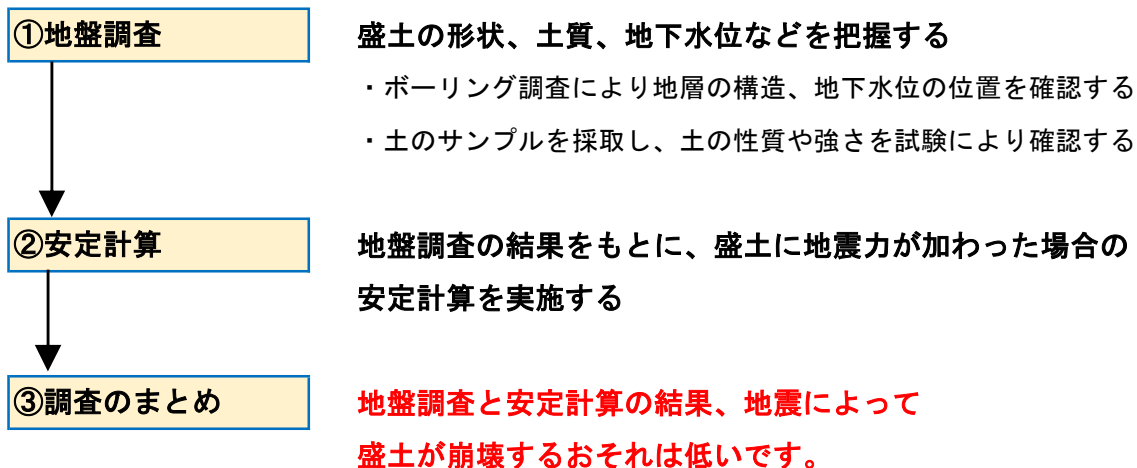 ①地盤調査
盛土の形状、土質、地下水位などを把握する
・ボーリング調査により地層の構造、地下水位の位置を確認する
・土のサンプルを採取し、土の性質や強さを試験により確認する
②安定計算
地盤調査の結果をもとに、盛土に地震力が加わった場合の
安定計算を実施する
③調査のまとめ
地盤調査と安定計算の結果、地震によって
盛土が崩壊するおそれは低いです。